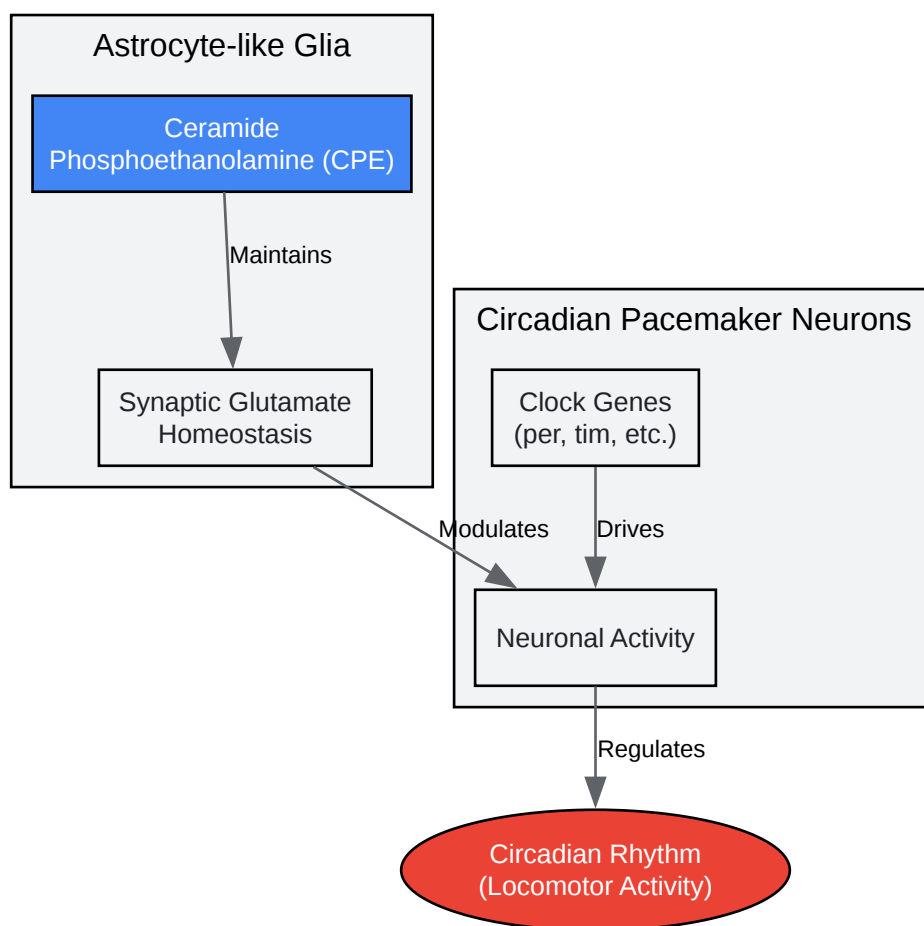 Astrocyte-like Glia
Ceramide
Phosphoethanolamine (CPE)
Maintains
Synaptic Glutamate
Homeostasis
Circadian Pacemaker Neurons
Clock Genes
(per, tim, etc.)
Modulates
Drives
Neuronal Activity
Regulates
Circadian Rhythm
(Locomotor Activity)